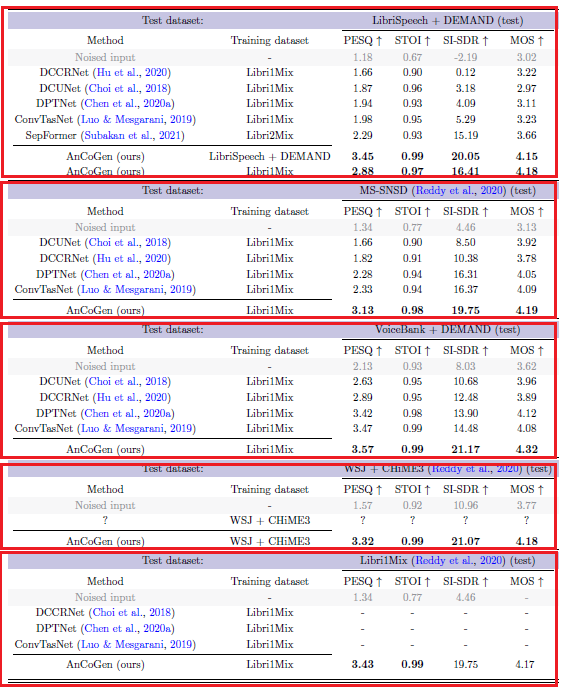 Test dataset: LibriSpeech + DEMAND (test)
Method Training dataset PESQ ↑ STOI ↑ SI-SDR ↑ MOS ↑
Noised input - 1.18 0.67 -2.19 3.02
DCCRNet (Hu et al., 2020) Libri1Mix 1.66 0.90 0.12 3.22
DCUNet (Choi et al., 2018) Libri1Mix 1.87 0.96 3.18 2.97
DPTNet (Chen et al., 2020a) Libri1Mix 1.94 0.93 4.09 3.11
ConvTasNet (Luo & Mesgarani, 2019) Libri1Mix 1.98 0.95 5.29 3.23
SepFormer (Subakan et al., 2021) Libri2Mix 2.29 0.93 15.19 3.66
AnCoGen (ours) LibriSpeech + DEMAND 3.45 0.99 20.05 4.15
AnCoGen (ours) Libri1Mix 2.88 0.97 16.41 4.18
Test dataset: MS-SNSD (Reddy et al., 2020) (test)
Method Training dataset PESQ ↑ STOI ↑ SI-SDR ↑ MOS ↑
Noised input - 1.34 0.77 4.46 3.13
DCUNet (Choi et al., 2018) Libri1Mix 1.66 0.90 8.50 3.92
DCCRNet (Hu et al., 2020) Libri1Mix 1.82 0.91 10.38 3.78
DPTNet (Chen et al., 2020a) Libri1Mix 2.28 0.94 16.31 4.05
ConvTasNet (Luo & Mesgarani, 2019) Libri1Mix 2.33 0.94 16.37 4.09
AnCoGen (ours) Libri1Mix 3.13 0.98 19.75 4.19
Test dataset: VoiceBank + DEMAND (test)
Method Training dataset PESQ ↑ STOI ↑ SI-SDR ↑ MOS ↑
Noised input - 2.13 0.93 8.03 3.62
DCUNet (Choi et al., 2018) Libri1Mix 2.63 0.95 10.68 3.96
DCCRNet (Hu et al., 2020) Libri1Mix 2.89 0.95 12.48 3.89
DPTNet (Chen et al., 2020a) Libri1Mix 3.42 0.98 13.90 4.12
ConvTasNet (Luo & Mesgarani, 2019) Libri1Mix 3.47 0.99 14.48 4.08
AnCoGen (ours) Libri1Mix 3.57 0.99 21.17 4.32
Test dataset: WSJ + CHiME3 (Reddy et al., 2020) (test)
Method Training dataset PESQ ↑ STOI ↑ SI-SDR ↑ MOS ↑
Noised input - 1.57 0.92 10.96 3.77
? WSJ + CHiME3 ? ? ? ?
AnCoGen (ours) WSJ + CHiME3 3.32 0.99 21.07 4.18
Test dataset: Libri1Mix (Reddy et al., 2020) (test)
Method Training dataset PESQ ↑ STOI ↑ SI-SDR ↑ MOS ↑
Noised input - 1.34 0.77 4.46 -
DCCRNet (Choi et al., 2018) Libri1Mix - - - -
DPTNet (Chen et al., 2020a) Libri1Mix - - - -
ConvTasNet (Luo & Mesgarani, 2019) Libri1Mix - - - -
AnCoGen (ours) Libri1Mix 3.43 0.99 19.75 4.17